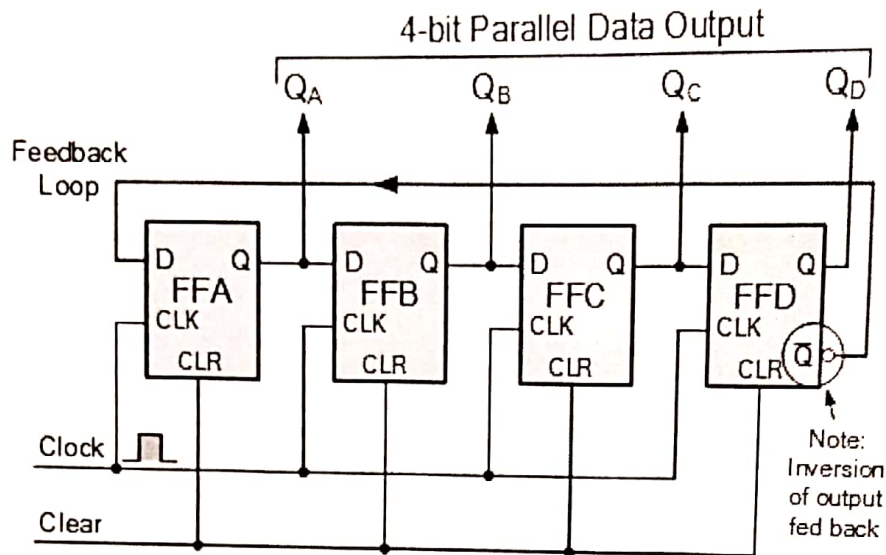 4-bit Parallel Data Output
QA QB QC QD
Feedback
Loop
D Q D Q D Q D Q
FFA FFB FFC FFD
CLK CLK CLK CLK
Q̅
CLR CLR CLR CLR
Clock
Note:
Inversion
of output
fed back
Clear